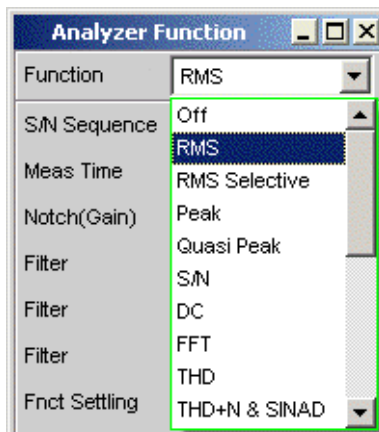 Analyzer Function
Function RMS
S/N Sequence
Meas Time
Notch(Gain)
Filter
Filter
Filter
Fnct Settling
Off
RMS
RMS Selective
Peak
Quasi Peak
S/N
DC
FFT
THD
THD+N & SINAD